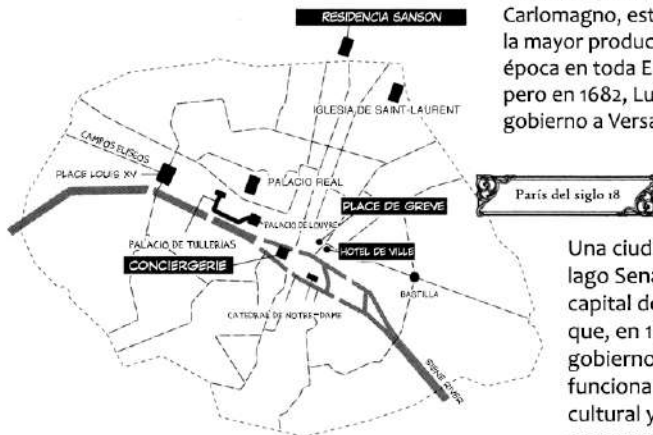 RESIDENCIA SANSON
IGLESIA DE SAINT-LAURENT
CAMPOS ELISEOS
PLACE LOUIS XV
PALACIO REAL
PLACE DE GREVE
PALACIO DE LOUVRE
PALACIO DE TULLERIAS
HOTEL DE VILLE
CONCIERGERIE
BASTILLA
CATEDRAL DE NOTRE-DAME
SIENE RIVER
Carlomagno, est
la mayor produc
época en toda E
pero en 1682, Lu
gobierno a Versa
París del siglo 18
Una ciud
lago Sena
capital de
que, en 1
gobierno
funciona
cultural y